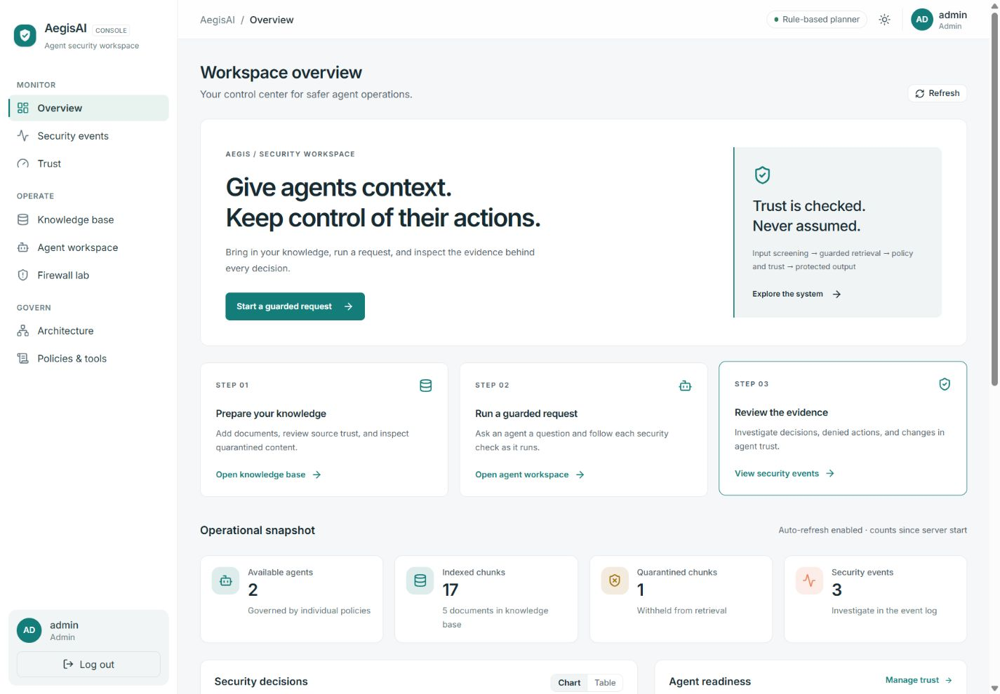 AegisAI CONSOLE
Agent security workspace
MONITOR
Overview
Security events
Trust
OPERATE
Knowledge base
Agent workspace
Firewall lab
GOVERN
Architecture
Policies & tools
AD
admin
Admin
Log out
AegisAI / Overview
Rule-based planner
AD
admin
Admin
Workspace overview
Your control center for safer agent operations.
Refresh
AEGIS / SECURITY WORKSPACE
Give agents context.
Keep control of their actions.
Bring in your knowledge, run a request, and inspect the evidence behind
every decision.
Start a guarded request →
Trust is checked.
Never assumed.
Input screening → guarded retrieval → policy
and trust → protected output
Explore the system →
STEP 01
Prepare your knowledge
Add documents, review source trust, and inspect
quarantined content.
Open knowledge base →
STEP 02
Run a guarded request
Ask an agent a question and follow each security
check as it runs.
Open agent workspace →
STEP 03
Review the evidence
Investigate decisions, denied actions, and changes in
agent trust.
View security events →
Operational snapshot
Auto-refresh enabled · counts since server start
Available agents
2
Governed by individual policies
Indexed chunks
17
5 documents in knowledge
base
Quarantined chunks
1
Withheld from retrieval
Security events
3
Investigate in the event log
Security decisions
Chart Table
Agent readiness
Manage trust →